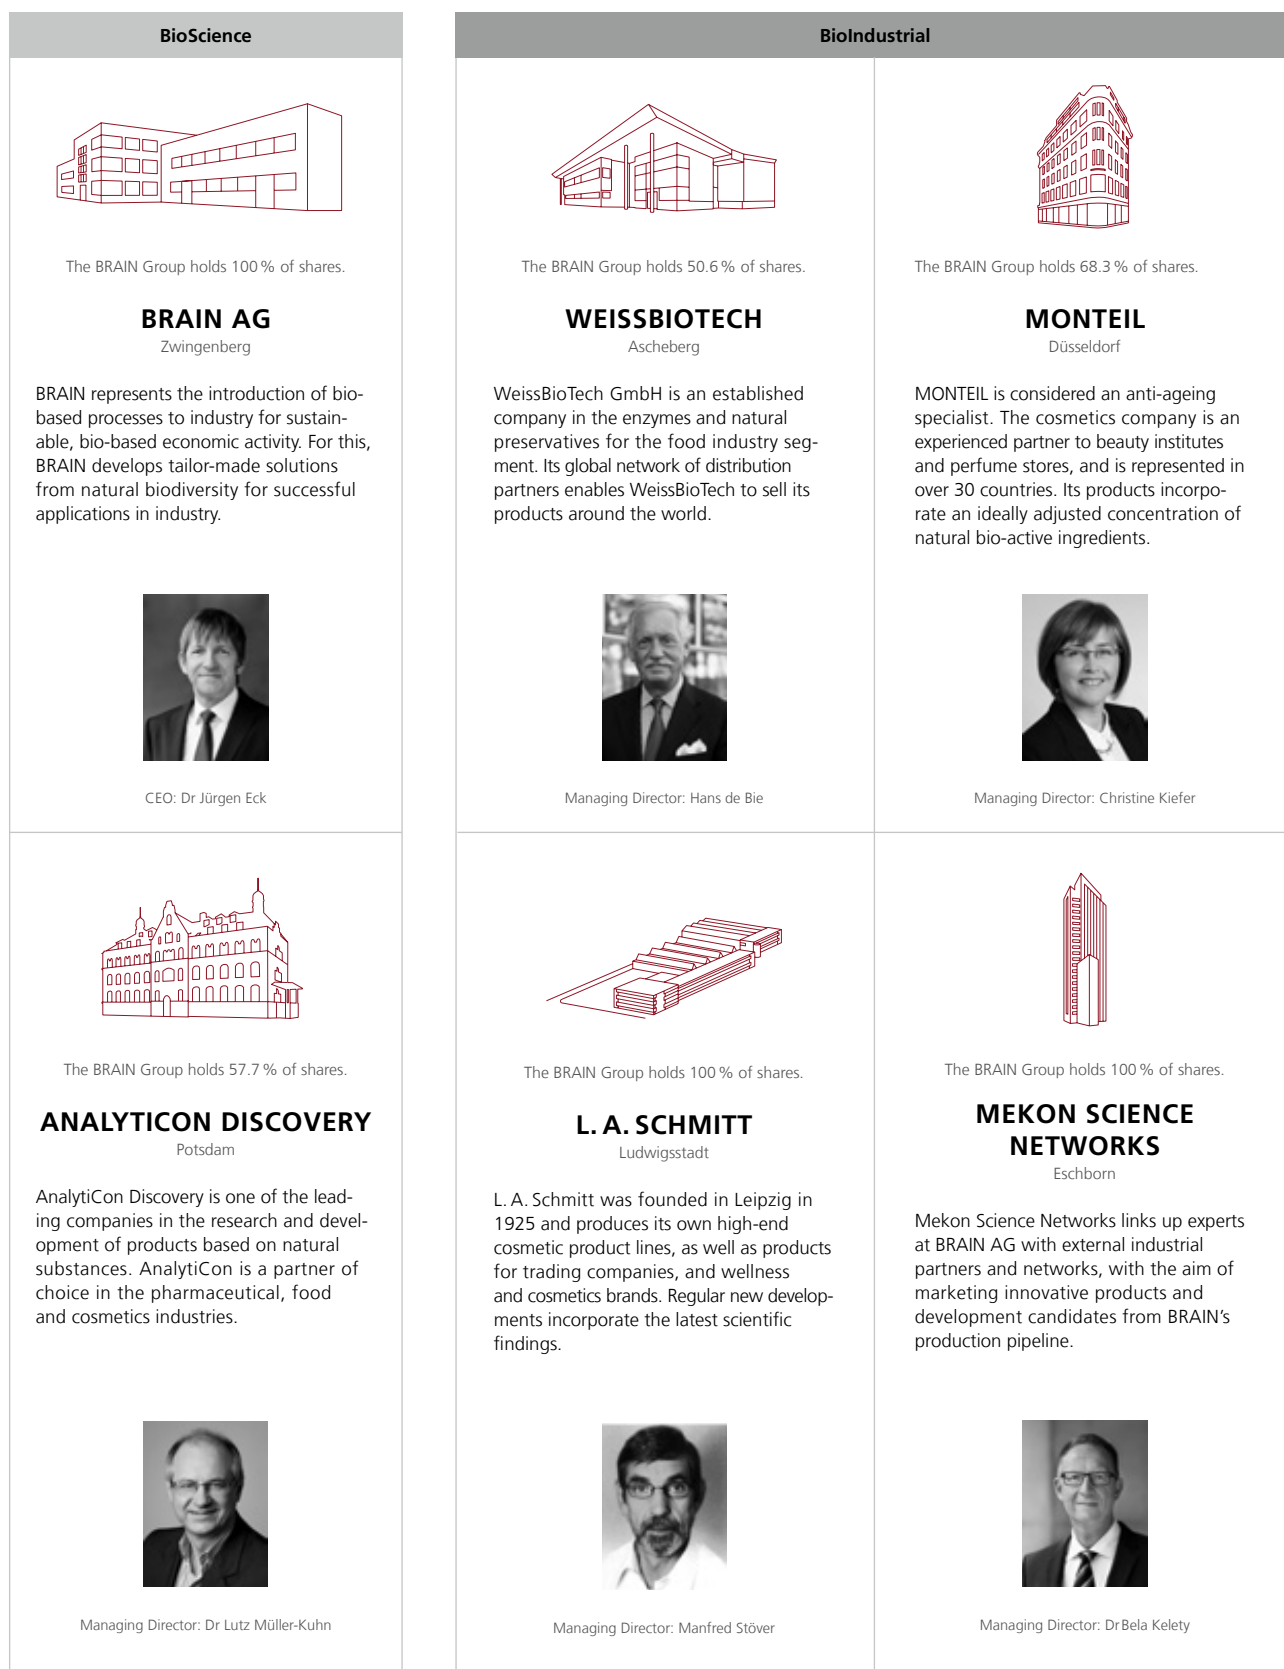 BioScience
BioIndustrial
The BRAIN Group holds 100 % of shares.
BRAIN AG
Zwingenberg
BRAIN represents the introduction of bio-
based processes to industry for sustain-
able, bio-based economic activity. For this,
BRAIN develops tailor-made solutions
from natural biodiversity for successful
applications in industry.
CEO: Dr Jürgen Eck
The BRAIN Group holds 50.6 % of shares.
WEISSBIOTECH
Ascheberg
WeissBioTech GmbH is an established
company in the enzymes and natural
preservatives for the food industry seg-
ment. Its global network of distribution
partners enables WeissBioTech to sell its
products around the world.
Managing Director: Hans de Bie
The BRAIN Group holds 68.3 % of shares.
MONTEIL
Düsseldorf
MONTEIL is considered an anti-ageing
specialist. The cosmetics company is an
experienced partner to beauty institutes
and perfume stores, and is represented in
over 30 countries. Its products incorpo-
rate an ideally adjusted concentration of
natural bio-active ingredients.
Managing Director: Christine Kiefer
The BRAIN Group holds 57.7 % of shares.
ANALYTICON DISCOVERY
Potsdam
AnalytiCon Discovery is one of the lead-
ing companies in the research and devel-
opment of products based on natural
substances. AnalytiCon is a partner of
choice in the pharmaceutical, food
and cosmetics industries.
Managing Director: Dr Lutz Müller-Kuhn
The BRAIN Group holds 100 % of shares.
L. A. SCHMITT
Ludwigsstadt
L. A. Schmitt was founded in Leipzig in
1925 and produces its own high-end
cosmetic product lines, as well as products
for trading companies, and wellness
and cosmetics brands. Regular new develop-
ments incorporate the latest scientific
findings.
Managing Director: Manfred Stöver
The BRAIN Group holds 100 % of shares.
MEKON SCIENCE
NETWORKS
Eschborn
Mekon Science Networks links up experts
at BRAIN AG with external industrial
partners and networks, with the aim of
marketing innovative products and
development candidates from BRAIN’s
production pipeline.
Managing Director: Dr Bela Kelety